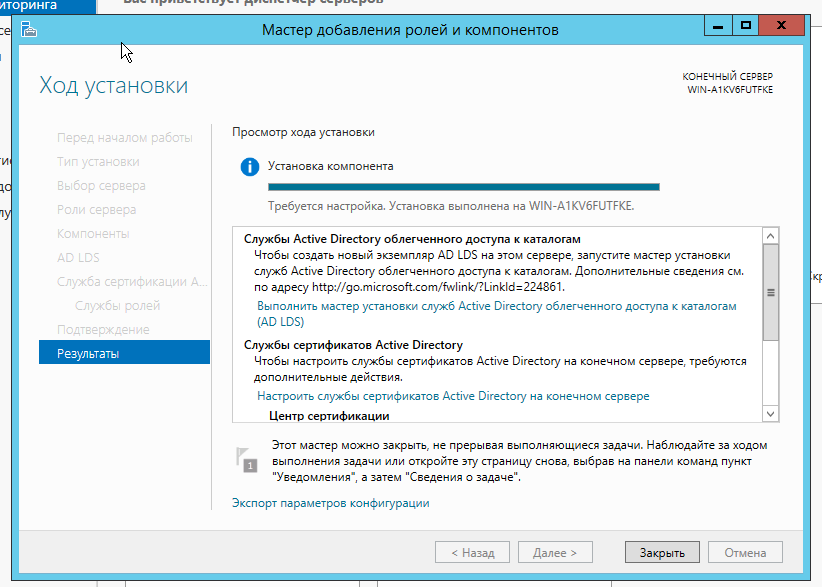 иторинга
Вас приветствует диспетчер серверов
Мастер добавления ролей и компонентов
Ход установки
КОНЕЧНЫЙ СЕРВЕР
WIN-A1KV6FUTFKE
Перед началом работы
Тип установки
Выбор сервера
Роли сервера
Компоненты
AD LDS
Служба сертификации A...
Службы ролей
Подтверждение
Результаты
Просмотр хода установки
Установка компонента
Требуется настройка. Установка выполнена на WIN-A1KV6FUTFKE.
Службы Active Directory облегченного доступа к каталогам
Чтобы создать новый экземпляр AD LDS на этом сервере, запустите мастер установки
служб Active Directory облегченного доступа к каталогам. Дополнительные сведения см.
по адресу http://go.microsoft.com/fwlink/?LinkId=224861.
Выполнить мастер установки служб Active Directory облегченного доступа к каталогам
(AD LDS)
Службы сертификатов Active Directory
Чтобы настроить службы сертификатов Active Directory на конечном сервере, требуются
дополнительные действия.
Настроить службы сертификатов Active Directory на конечном сервере
Центр сертификации
1
Этот мастер можно закрыть, не прерывая выполняющиеся задачи. Наблюдайте за ходом
выполнения задачи или откройте эту страницу снова, выбрав на панели команд пункт
"Уведомления", а затем "Сведения о задаче".
Экспорт параметров конфигурации
< Назад
Далее >
Закрыть
Отмена